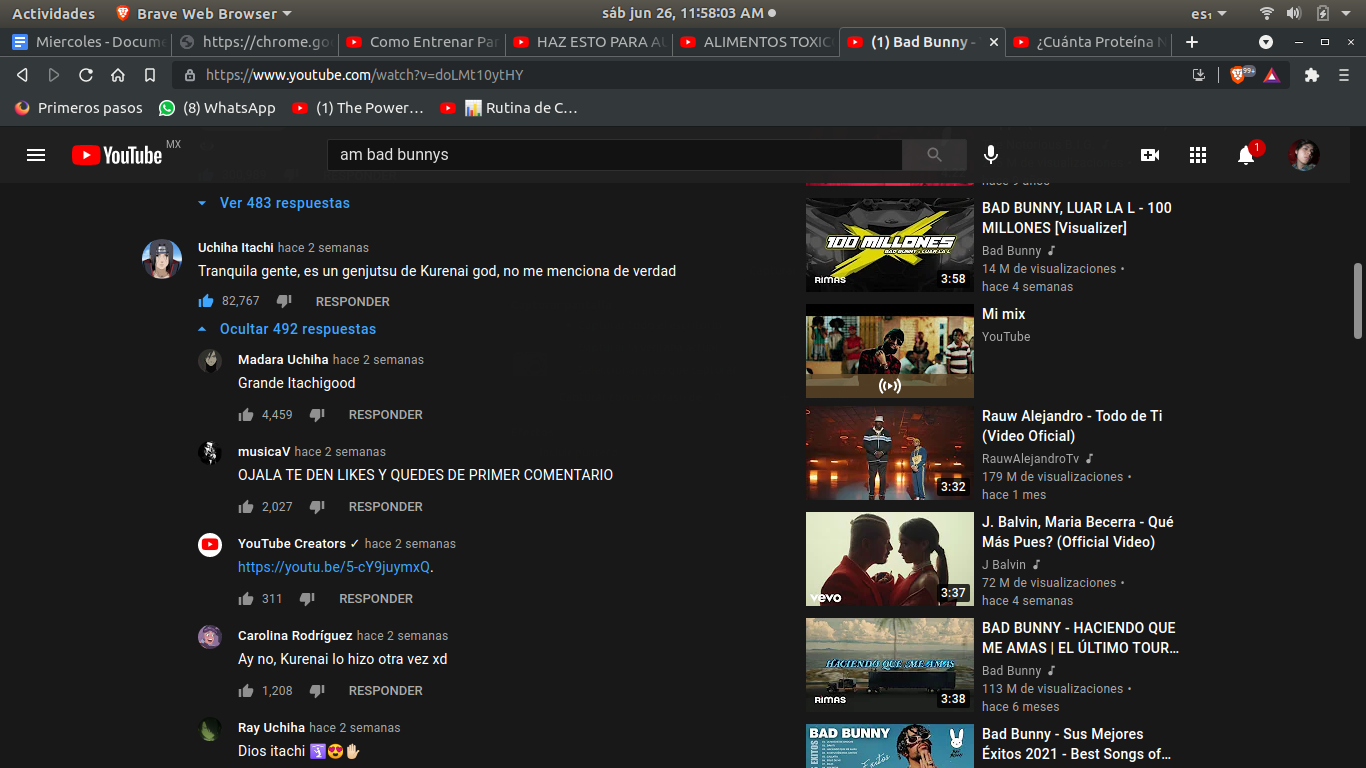 Actividades
Brave Web Browser
sáb jun 26, 11:58:03 AM
es₁
Miercoles - Docume
https://chrome.go
Como Entrenar Par
HAZ ESTO PARA AU
ALIMENTOS TOXIC
(1) Bad Bunny -
¿Cuánta Proteína N
https://www.youtube.com/watch?v=doLMt10ytHY
99+
Primeros pasos
(8) WhatsApp
(1) The Power…
Rutina de C…
YouTube MX
am bad bunnys
1
Ver 483 respuestas
Uchiha Itachi hace 2 semanas
Tranquila gente, es un genjutsu de Kurenai god, no me menciona de verdad
82,767 RESPONDER
Ocultar 492 respuestas
Madara Uchiha hace 2 semanas
Grande Itachigood
4,459 RESPONDER
musicaV hace 2 semanas
OJALA TE DEN LIKES Y QUEDES DE PRIMER COMENTARIO
2,027 RESPONDER
YouTube Creators ✓ hace 2 semanas
https://youtu.be/5-cY9juymxQ.
311 RESPONDER
Carolina Rodríguez hace 2 semanas
Ay no, Kurenai lo hizo otra vez xd
1,208 RESPONDER
Ray Uchiha hace 2 semanas
Dios itachi 🛐😍🖐🏻
hace 9 años
100 MILLONES
BAD BUNNY · LUAR LA L
RIMAS
3:58
BAD BUNNY, LUAR LA L - 100
MILLONES [Visualizer]
Bad Bunny
14 M de visualizaciones •
hace 4 semanas
Mi mix
YouTube
3:32
Rauw Alejandro - Todo de Ti
(Video Oficial)
RauwAlejandroTv
179 M de visualizaciones •
hace 1 mes
vevo
3:37
J. Balvin, Maria Becerra - Qué
Más Pues? (Official Video)
J Balvin
72 M de visualizaciones •
hace 4 semanas
HACIENDO QUE ME AMAS
RIMAS
3:38
BAD BUNNY - HACIENDO QUE
ME AMAS | EL ÚLTIMO TOUR…
Bad Bunny
113 M de visualizaciones •
hace 6 meses
BAD BUNNY
Éxitos
Bad Bunny - Sus Mejores
Éxitos 2021 - Best Songs of…